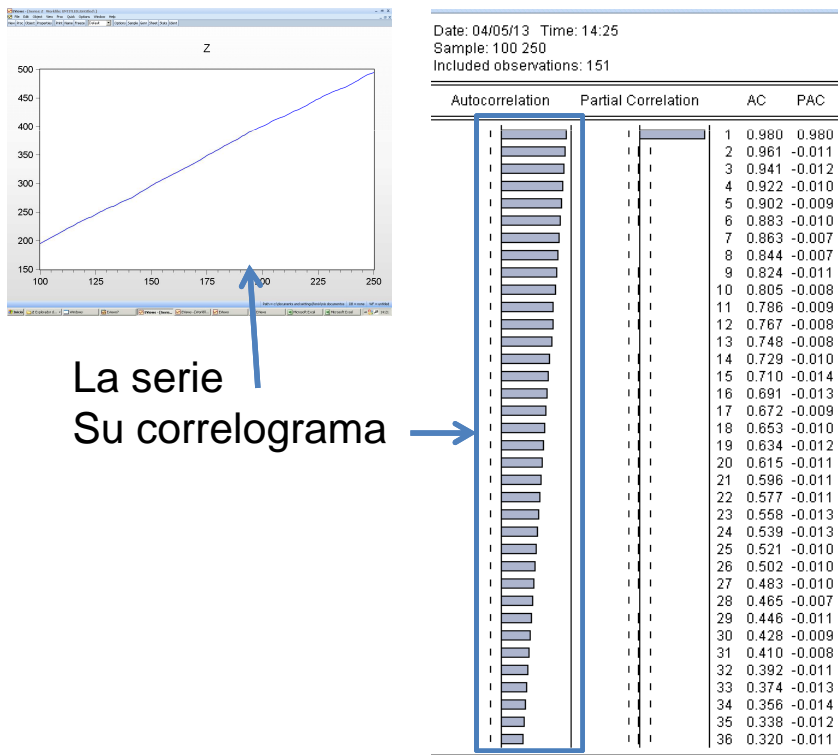 Z
500
450
400
350
300
250
200
150
100 125 150 175 200 225 250
La serie
Su correlograma
Date: 04/05/13 Time: 14:25
Sample: 100 250
Included observations: 151
Autocorrelation Partial Correlation AC PAC
1 0.980 0.980
2 0.961 -0.011
3 0.941 -0.012
4 0.922 -0.010
5 0.902 -0.009
6 0.883 -0.010
7 0.863 -0.007
8 0.844 -0.007
9 0.824 -0.011
10 0.805 -0.008
11 0.786 -0.009
12 0.767 -0.008
13 0.748 -0.008
14 0.729 -0.010
15 0.710 -0.014
16 0.691 -0.013
17 0.672 -0.009
18 0.653 -0.010
19 0.634 -0.012
20 0.615 -0.011
21 0.596 -0.011
22 0.577 -0.011
23 0.558 -0.013
24 0.539 -0.013
25 0.521 -0.010
26 0.502 -0.010
27 0.483 -0.010
28 0.465 -0.007
29 0.446 -0.011
30 0.428 -0.009
31 0.410 -0.008
32 0.392 -0.011
33 0.374 -0.013
34 0.356 -0.014
35 0.338 -0.012
36 0.320 -0.011